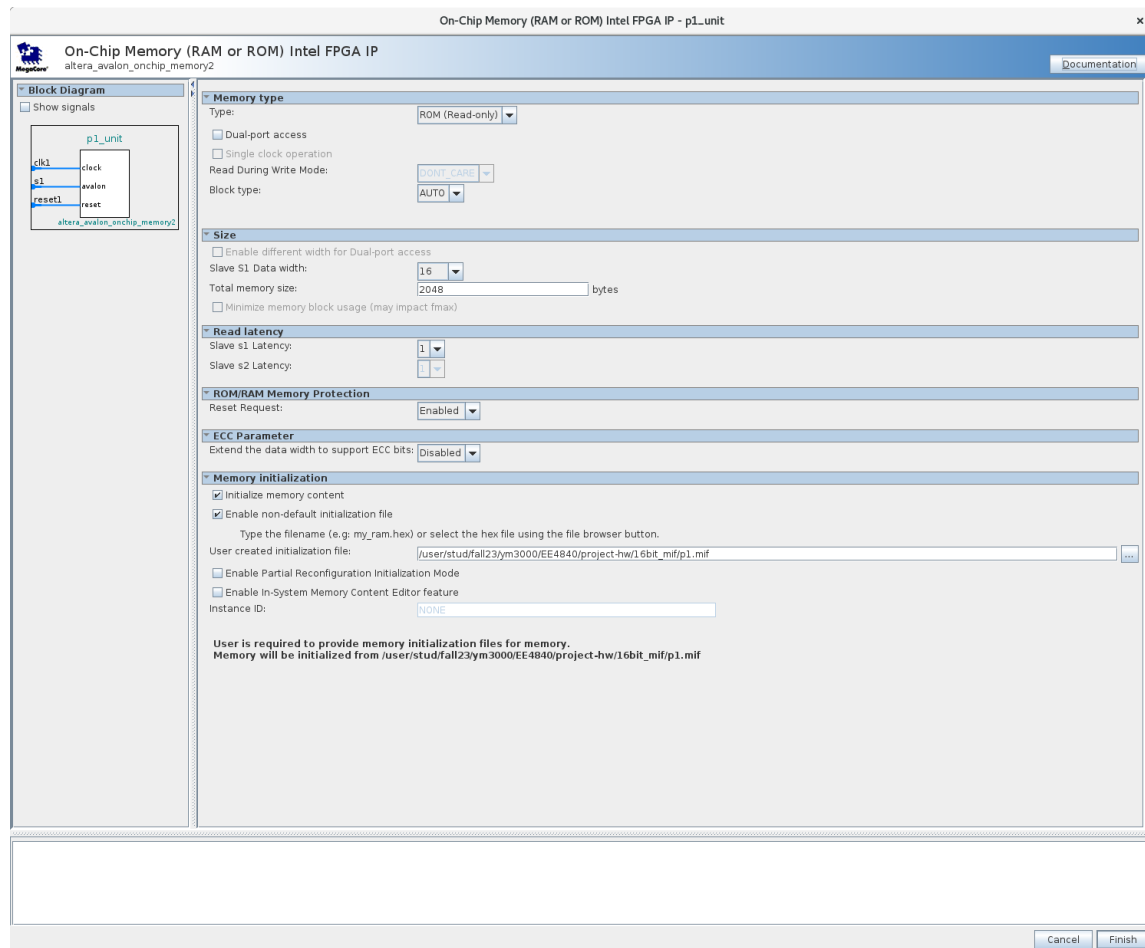 On-Chip Memory (RAM or ROM) Intel FPGA IP - p1_unit
×
MegaCore'
On-Chip Memory (RAM or ROM) Intel FPGA IP
altera_avalon_onchip_memory2
Documentation
Block Diagram
Show signals
p1_unit
clk1
clock
s1
avalon
reset1
reset
altera_avalon_onchip_memory2
Memory type
Type: ROM (Read-only)
Dual-port access
Single clock operation
Read During Write Mode: DONT_CARE
Block type: AUTO
Size
Enable different width for Dual-port access
Slave S1 Data width: 16
Total memory size: 2048 bytes
Minimize memory block usage (may impact fmax)
Read latency
Slave s1 Latency: 1
Slave s2 Latency: 1
ROM/RAM Memory Protection
Reset Request: Enabled
ECC Parameter
Extend the data width to support ECC bits: Disabled
Memory initialization
Initialize memory content
Enable non-default initialization file
Type the filename (e.g: my_ram.hex) or select the hex file using the file browser button.
User created initialization file: /user/stud/fall23/ym3000/EE4840/project-hw/16bit_mif/p1.mif ...
Enable Partial Reconfiguration Initialization Mode
Enable In-System Memory Content Editor feature
Instance ID: NONE
User is required to provide memory initialization files for memory.
Memory will be initialized from /user/stud/fall23/ym3000/EE4840/project-hw/16bit_mif/p1.mif
Cancel Finish